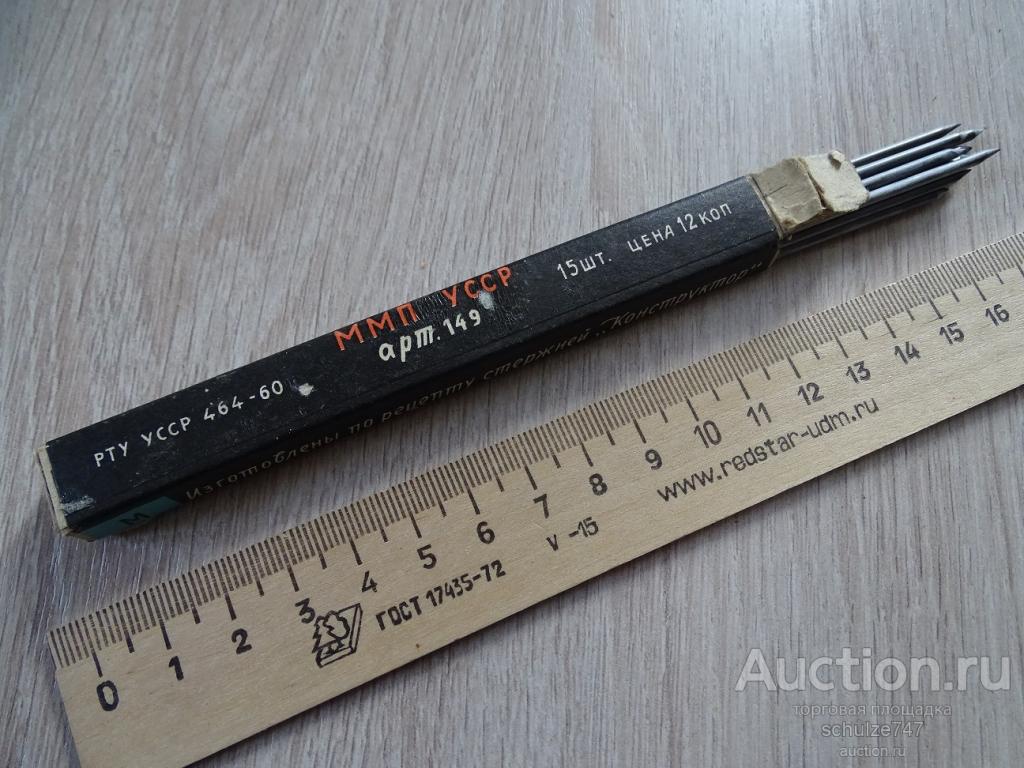 РТУ УССР 464-60
ММП УССР
арт. 149
15 шт. ЦЕНА 12 КОП
М
Изготовлены по рецепту стержней „Конструктор"
0 1 2 3 4 5 6 7 8 9 10 11 12 13 14 15 16
ГОСТ 17435-72
V-15
www.redstar-udm.ru
Auction.ru
торговая площадка
schulze747
auction.ru